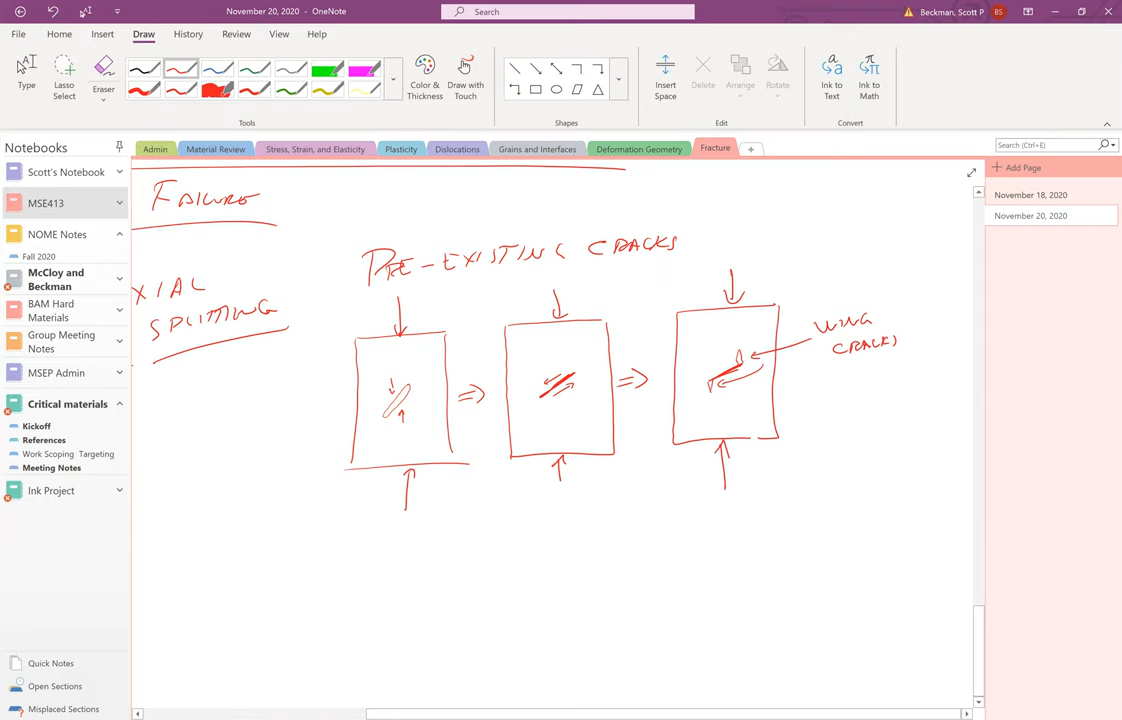 November 20, 2020 - OneNote
Search
Beckman, Scott P
BS
File
Home
Insert
Draw
History
Review
View
Help
Type
Lasso
Select
Eraser
Color &
Thickness
Draw with
Touch
Insert
Space
Delete
Arrange
Rotate
Ink to
Text
Ink to
Math
Tools
Shapes
Edit
Convert
Notebooks
Admin
Material Review
Stress, Strain, and Elasticity
Plasticity
Dislocations
Grains and Interfaces
Deformation Geometry
Fracture
Search (Ctrl+E)
Scott's Notebook
MSE413
NOME Notes
Fall 2020
McCloy and
Beckman
BAM Hard
Materials
Group Meeting
Notes
MSEP Admin
Critical materials
Kickoff
References
Work Scoping Targeting
Meeting Notes
Ink Project
Quick Notes
Open Sections
Misplaced Sections
FAILURE
XIAL
SPLITTING
PRE-EXISTING CRACKS
WING
CRACKS
Add Page
November 18, 2020
November 20, 2020